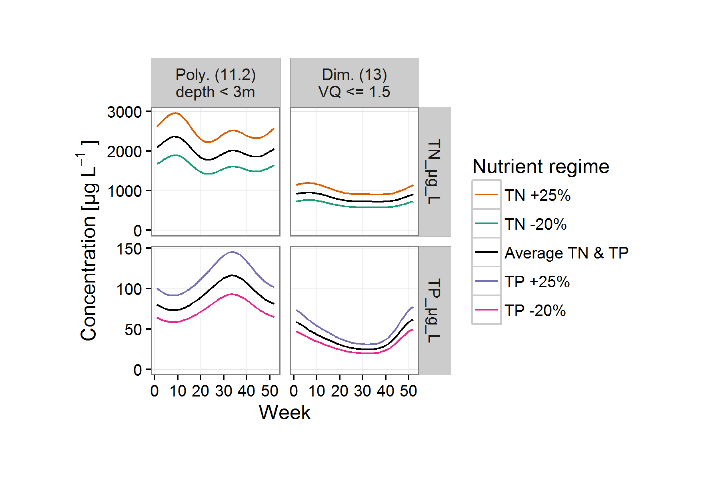 Poly. (11.2)
depth < 3m
Dim. (13)
VQ <= 1.5
Concentration [µg L⁻¹ ]
3000
2000
1000
0
TN_µg_L
150
100
50
0
TP_µg_L
0 10 20 30 40 50
0 10 20 30 40 50
Week
Nutrient regime
TN +25%
TN -20%
Average TN & TP
TP +25%
TP -20%